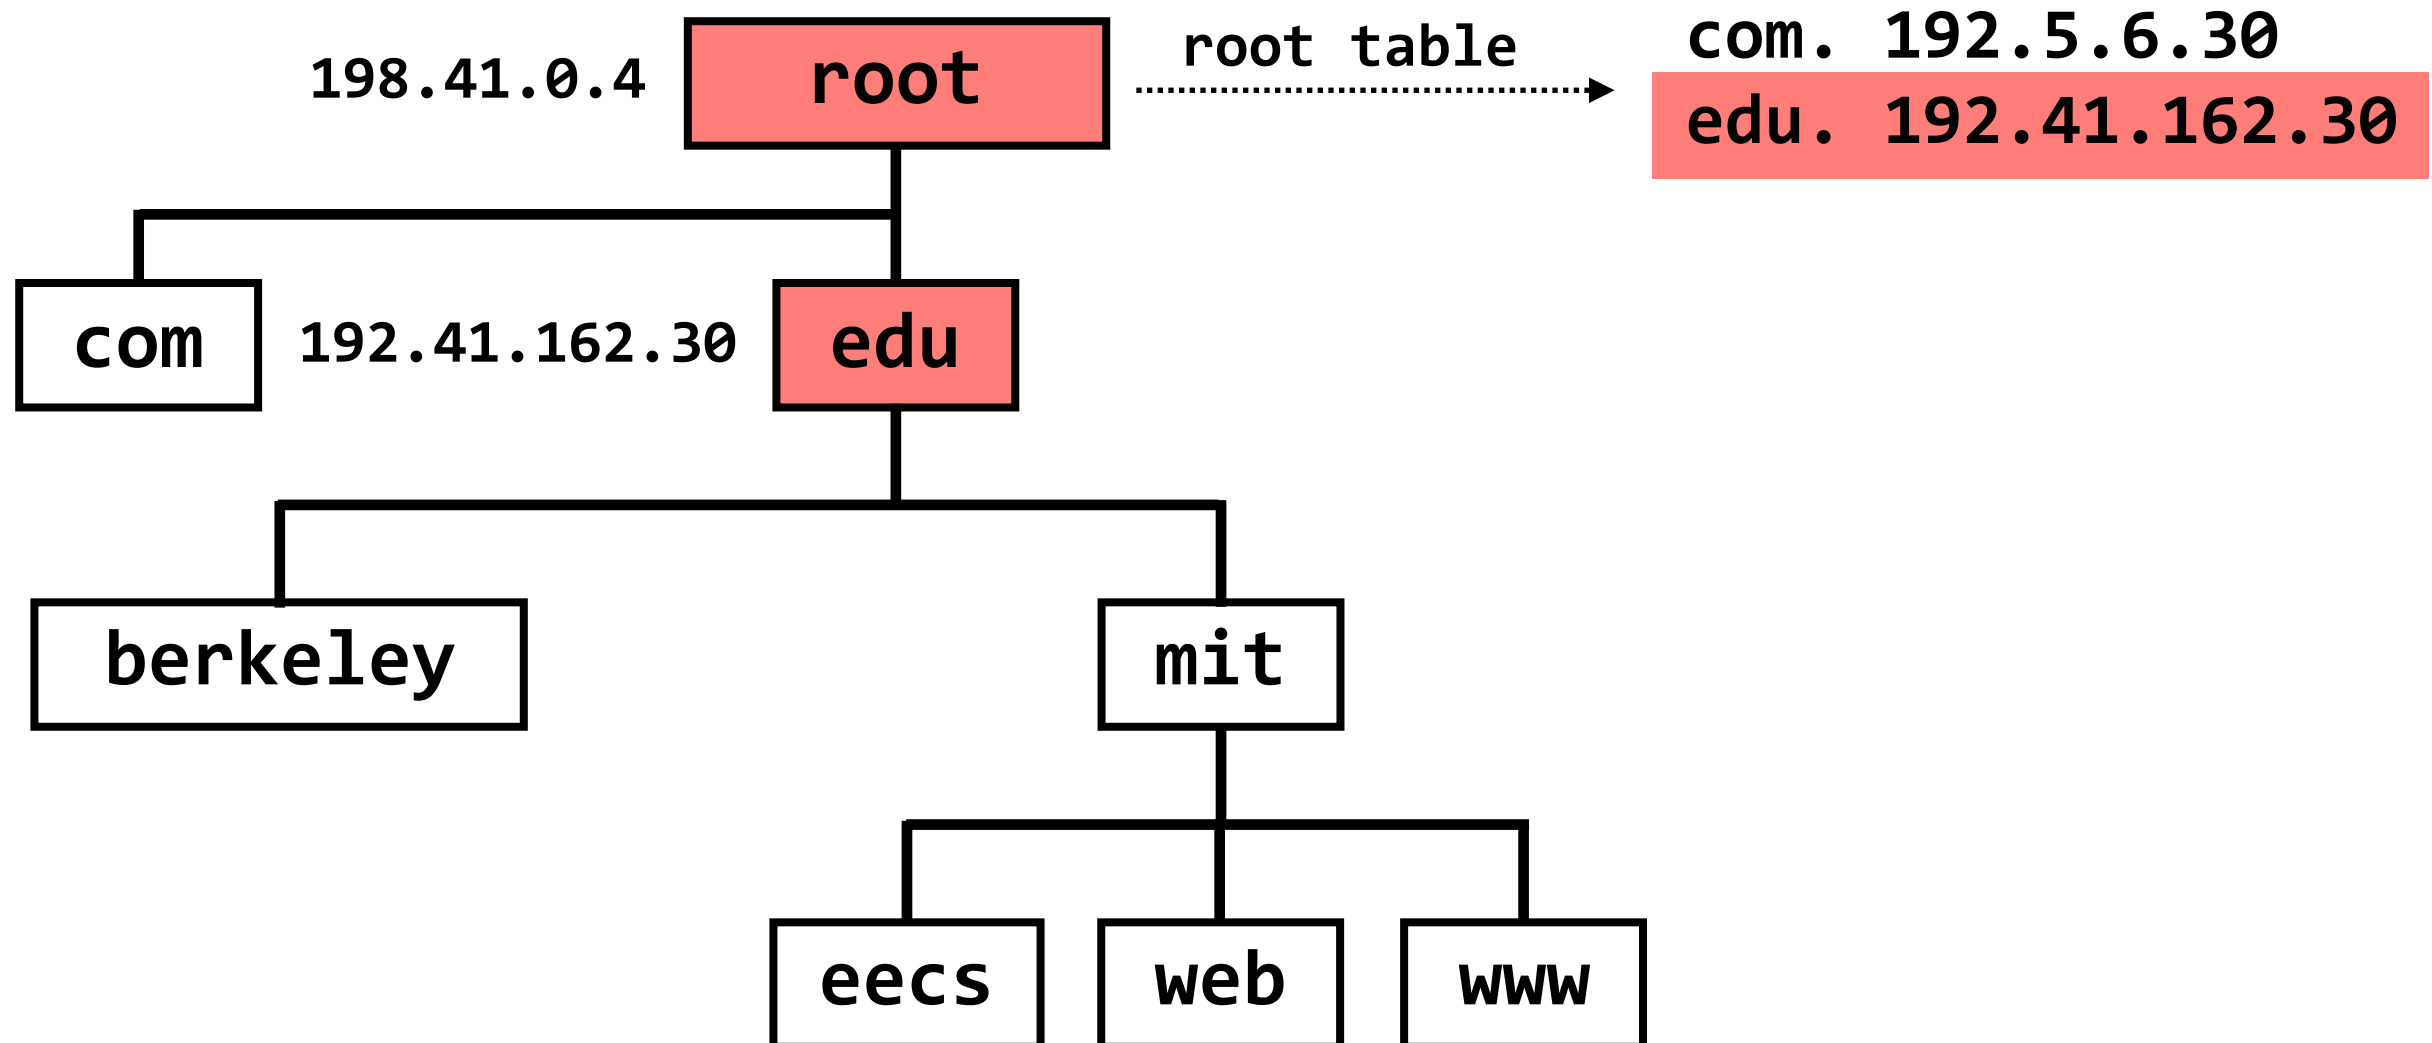 198.41.0.4
root
root table
com. 192.5.6.30
edu. 192.41.162.30
com
192.41.162.30
edu
berkeley
mit
eecs
web
www